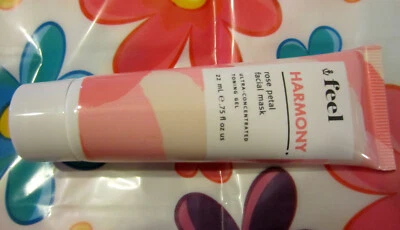 feel
HARMONY.
rose petal
facial mask
ULTRA-CONCENTRATED
TONING GEL
22 mL e .75 fl oz US